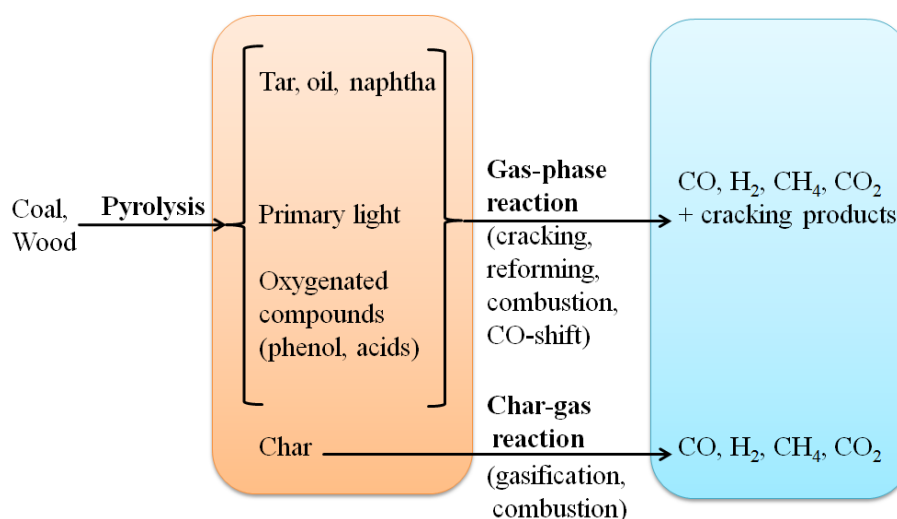 Coal,
Wood
Pyrolysis
Tar, oil, naphtha
Primary light
Oxygenated
compounds
(phenol, acids)
Char
Gas-phase
reaction
(cracking,
reforming,
combustion,
CO-shift)
Char-gas
reaction
(gasification,
combustion)
CO, H₂, CH₄, CO₂
+ cracking products
CO, H₂, CH₄, CO₂